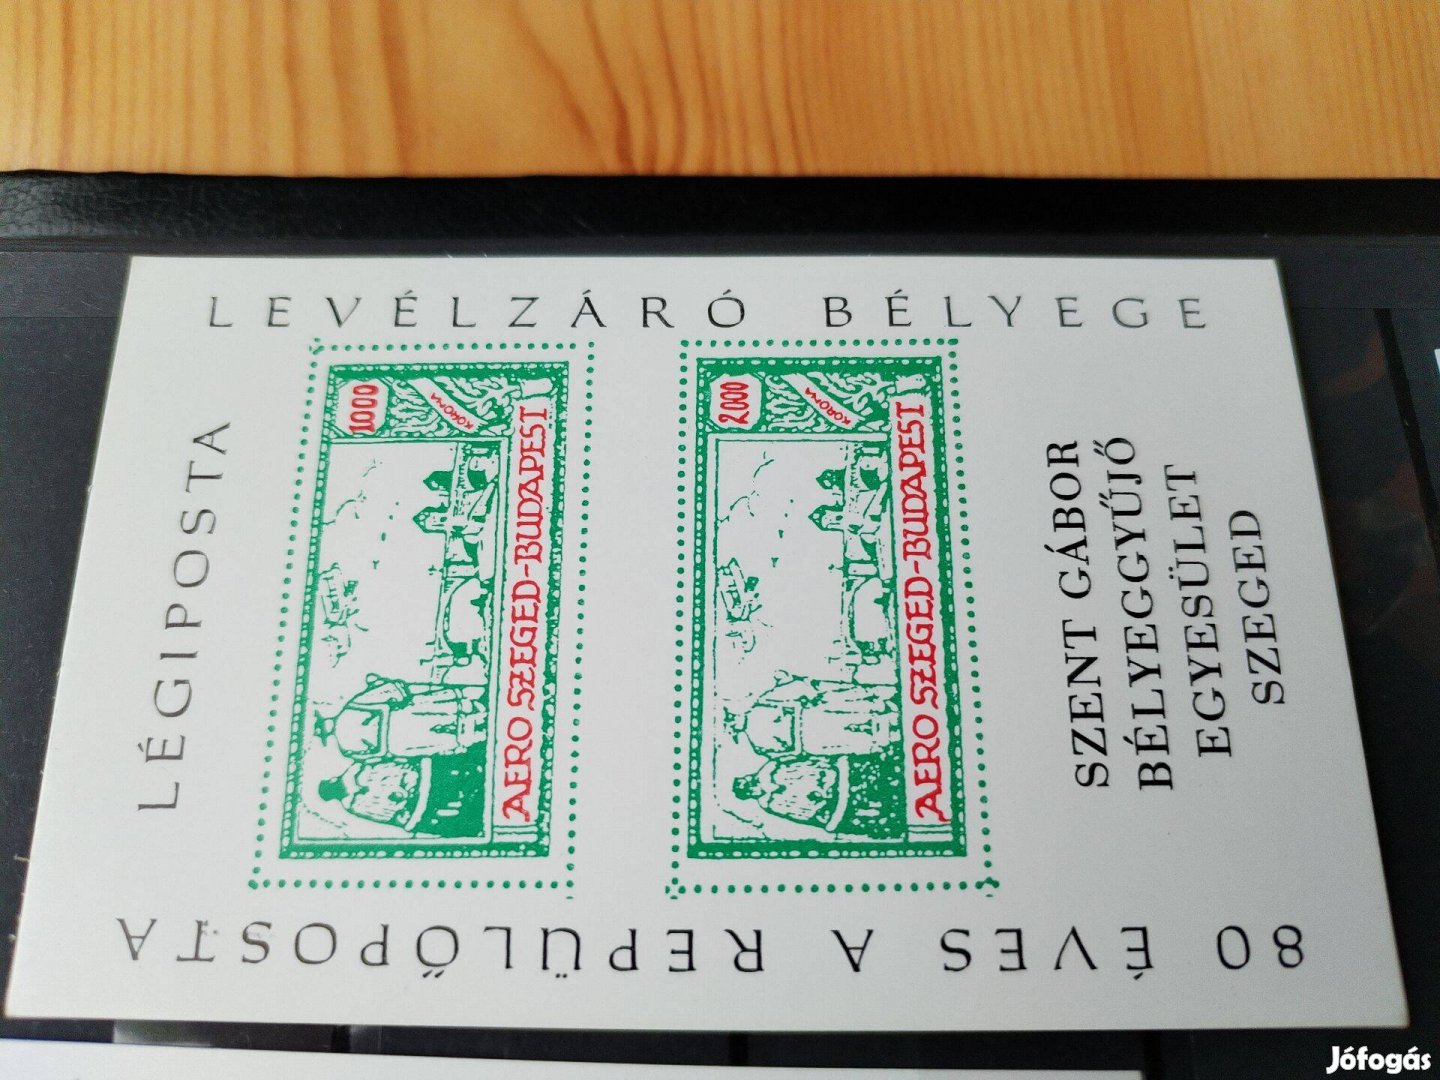 80 ÉVES A REPÜLŐPOSTA
LÉGIPOSTA
LEVÉLZÁRÓ BÉLYEGE
1000
KORONA
AERO SZEGED-BUDAPEST
2000
KORONA
AERO SZEGED-BUDAPEST
SZENT GÁBOR
BÉLYEGGYŰJŐ
EGYESÜLET
SZEGED
Jófogás